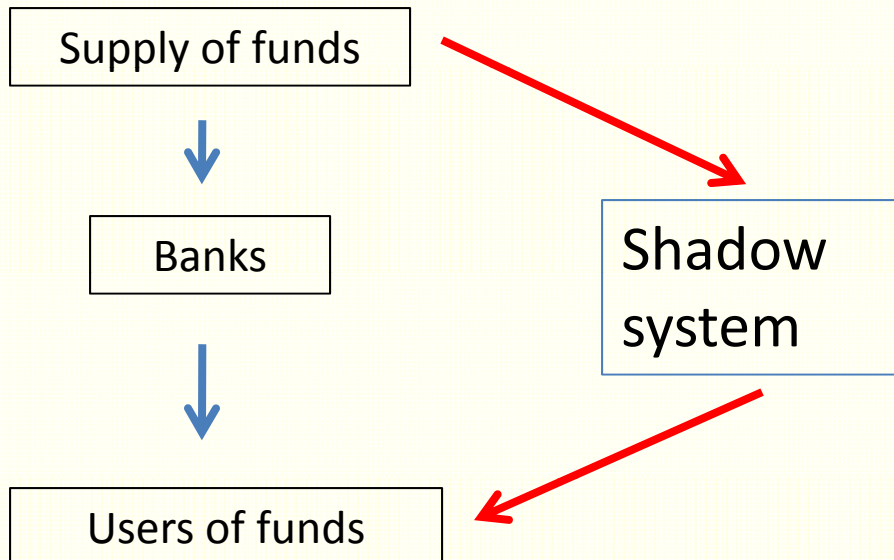 Supply of funds
Banks
Shadow
system
Users of funds